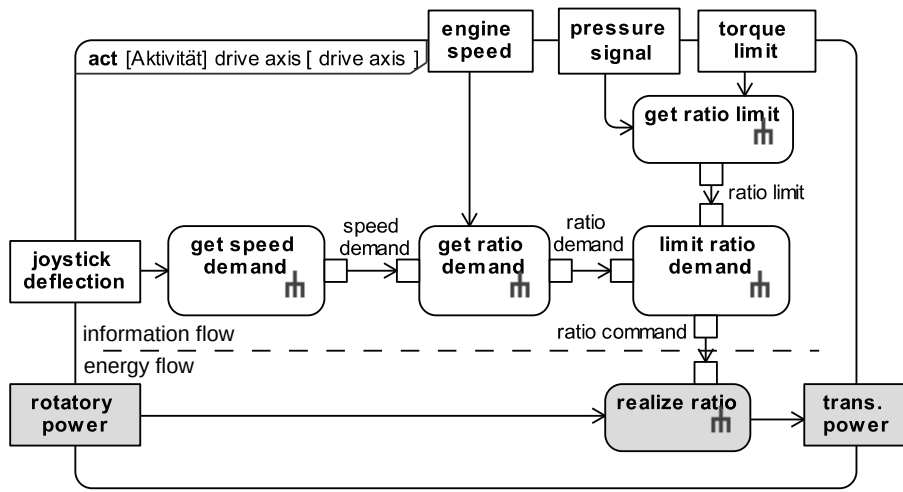 engine
speed
pressure
signal
torque
limit
act [Aktivität] drive axis [ drive axis ]
get ratio limit
ratio limit
joystick
deflection
get speed
demand
speed
demand
get ratio
demand
ratio
demand
limit ratio
demand
information flow
ratio command
energy flow
rotatory
power
realize ratio
trans.
power